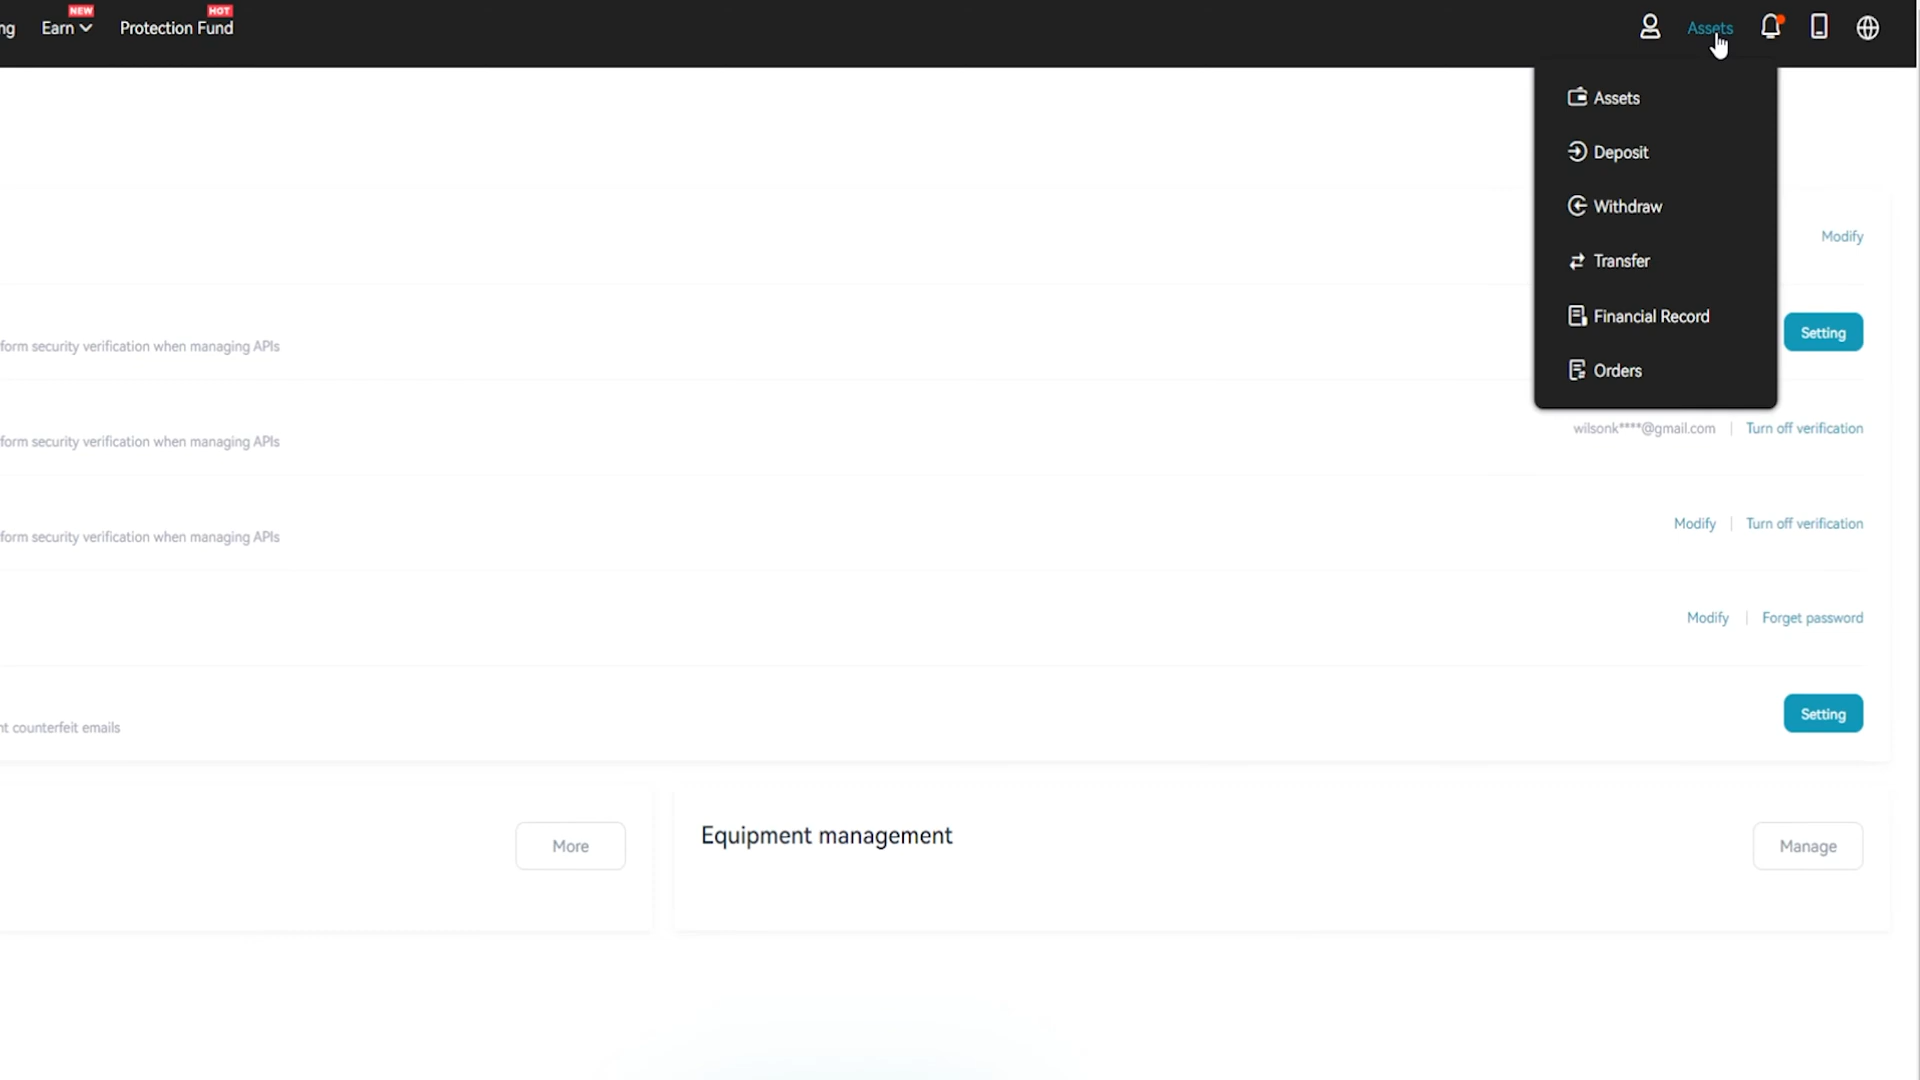 NEW
HOT
ng Earn Protection Fund Assets
Assets
Deposit
Withdraw
Modify
Transfer
Financial Record
Setting
form security verification when managing APIs
Orders
wilsonk****@gmail.com | Turn off verification
form security verification when managing APIs
Modify | Turn off verification
form security verification when managing APIs
Modify | Forget password
Setting
nt counterfeit emails
Equipment management
More
Manage